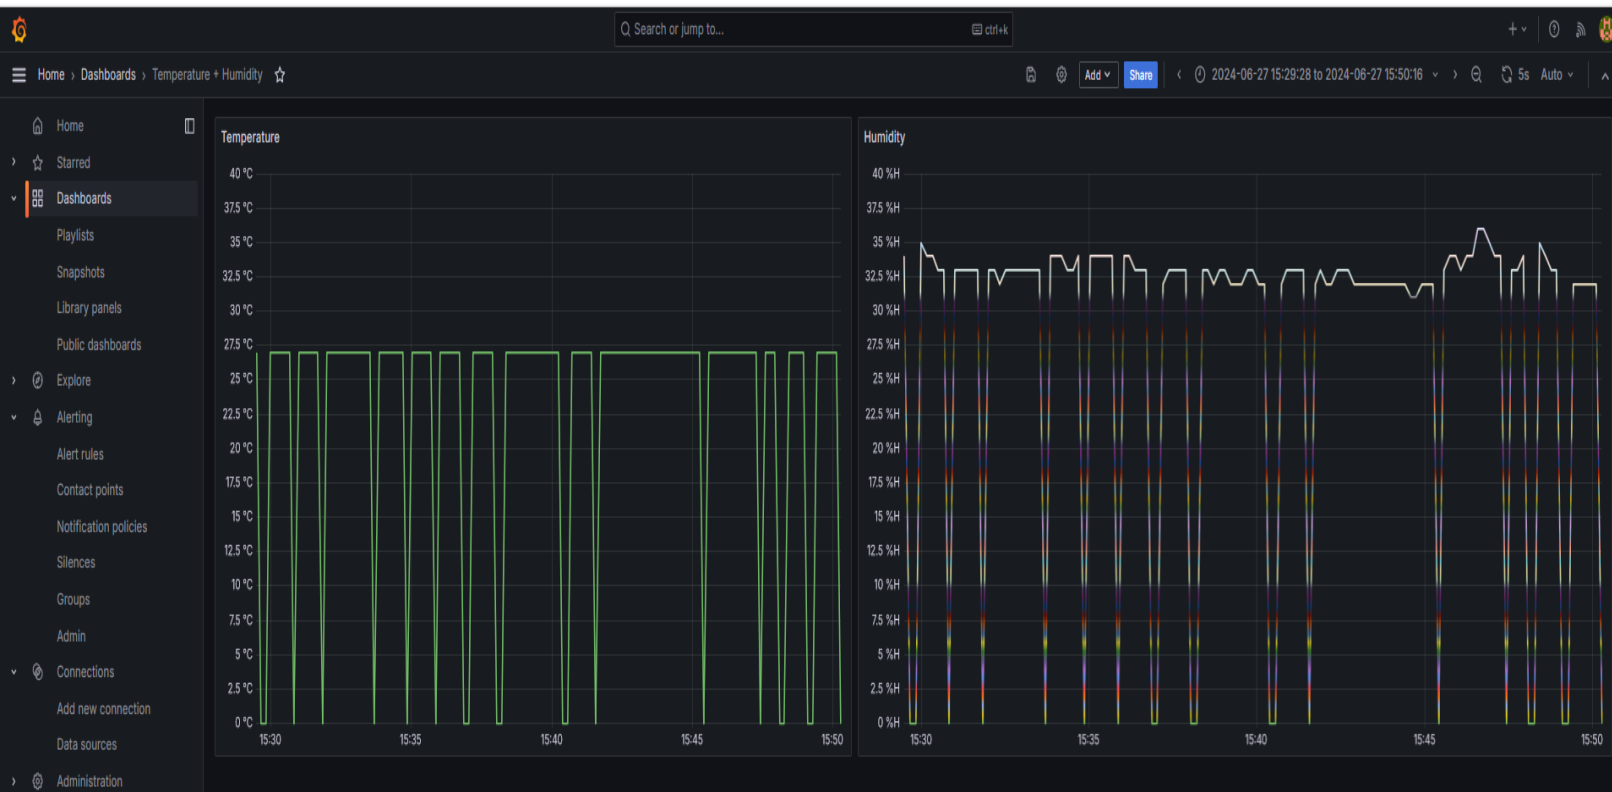 Search or jump to... ctrl+k
Home › Dashboards › Temperature + Humidity
Add
Share
2024-06-27 15:29:28 to 2024-06-27 15:50:16
5s Auto
Home
Starred
Dashboards
Playlists
Snapshots
Library panels
Public dashboards
Explore
Alerting
Alert rules
Contact points
Notification policies
Silences
Groups
Admin
Connections
Add new connection
Data sources
Administration
Temperature
40 °C
37.5 °C
35 °C
32.5 °C
30 °C
27.5 °C
25 °C
22.5 °C
20 °C
17.5 °C
15 °C
12.5 °C
10 °C
7.5 °C
5 °C
2.5 °C
0 °C
15:30 15:35 15:40 15:45 15:50
Humidity
40 %H
37.5 %H
35 %H
32.5 %H
30 %H
27.5 %H
25 %H
22.5 %H
20 %H
17.5 %H
15 %H
12.5 %H
10 %H
7.5 %H
5 %H
2.5 %H
0 %H
15:30 15:35 15:40 15:45 15:50